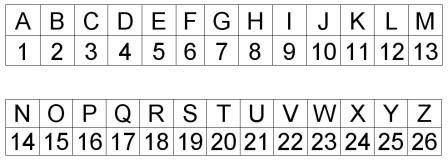 A B C D E F G H I J K L M
1 2 3 4 5 6 7 8 9 10 11 12 13
N O P Q R S T U V W X Y Z
14 15 16 17 18 19 20 21 22 23 24 25 26